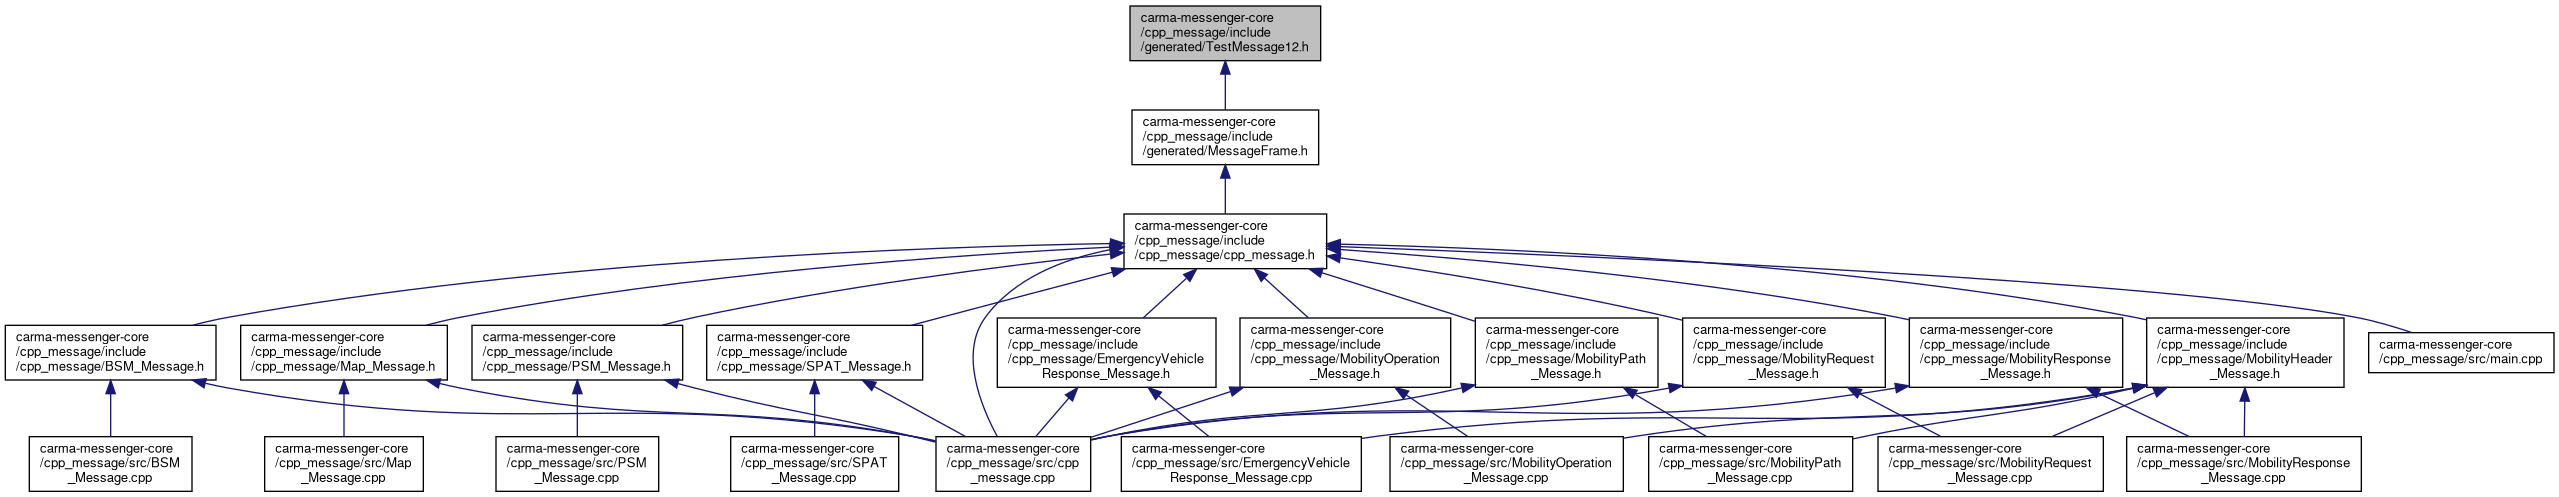 carma-messenger-core
/cpp_message/include
/generated/TestMessage12.h
carma-messenger-core
/cpp_message/include
/generated/MessageFrame.h
carma-messenger-core
/cpp_message/include
/cpp_message/cpp_message.h
carma-messenger-core
/cpp_message/include
/cpp_message/BSM_Message.h
carma-messenger-core
/cpp_message/include
/cpp_message/Map_Message.h
carma-messenger-core
/cpp_message/include
/cpp_message/PSM_Message.h
carma-messenger-core
/cpp_message/include
/cpp_message/SPAT_Message.h
carma-messenger-core
/cpp_message/include
/cpp_message/EmergencyVehicle
Response_Message.h
carma-messenger-core
/cpp_message/include
/cpp_message/MobilityOperation
_Message.h
carma-messenger-core
/cpp_message/include
/cpp_message/MobilityPath
_Message.h
carma-messenger-core
/cpp_message/include
/cpp_message/MobilityRequest
_Message.h
carma-messenger-core
/cpp_message/include
/cpp_message/MobilityResponse
_Message.h
carma-messenger-core
/cpp_message/include
/cpp_message/MobilityHeader
_Message.h
carma-messenger-core
/cpp_message/src/main.cpp
carma-messenger-core
/cpp_message/src/BSM
_Message.cpp
carma-messenger-core
/cpp_message/src/Map
_Message.cpp
carma-messenger-core
/cpp_message/src/PSM
_Message.cpp
carma-messenger-core
/cpp_message/src/SPAT
_Message.cpp
carma-messenger-core
/cpp_message/src/cpp
_message.cpp
carma-messenger-core
/cpp_message/src/EmergencyVehicle
Response_Message.cpp
carma-messenger-core
/cpp_message/src/MobilityOperation
_Message.cpp
carma-messenger-core
/cpp_message/src/MobilityPath
_Message.cpp
carma-messenger-core
/cpp_message/src/MobilityRequest
_Message.cpp
carma-messenger-core
/cpp_message/src/MobilityResponse
_Message.cpp